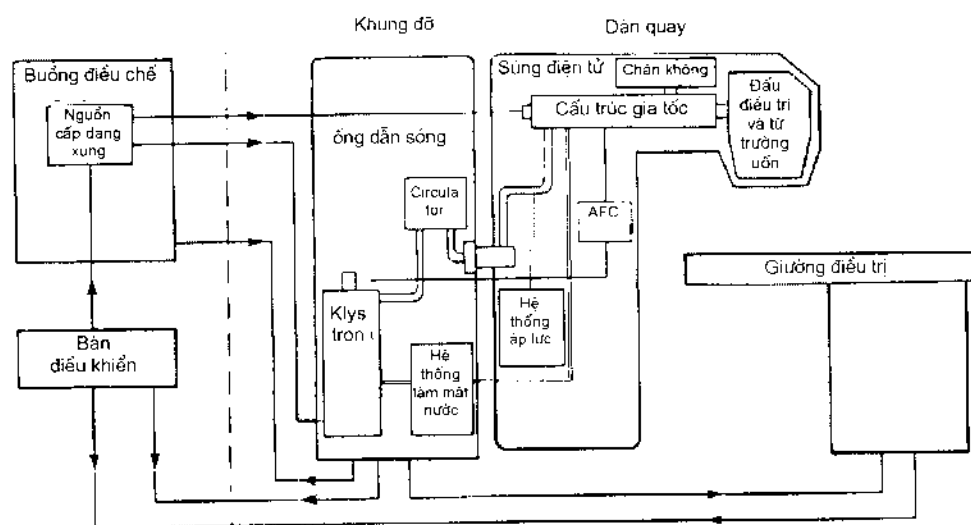 Khung đỡ
Dàn quay
Buồng điều chế
Nguồn
cấp dạng
xung
ống dẫn sóng
Circula
tor
Klys
tron
Hệ
thống
làm mát
nước
Súng điện tử
Chân không
Cấu trúc gia tốc
Đấu
điều trị
và từ
trường
uốn
AFC
Hệ
thống
áp lực
Giường điều trị
Bàn
điều khiển